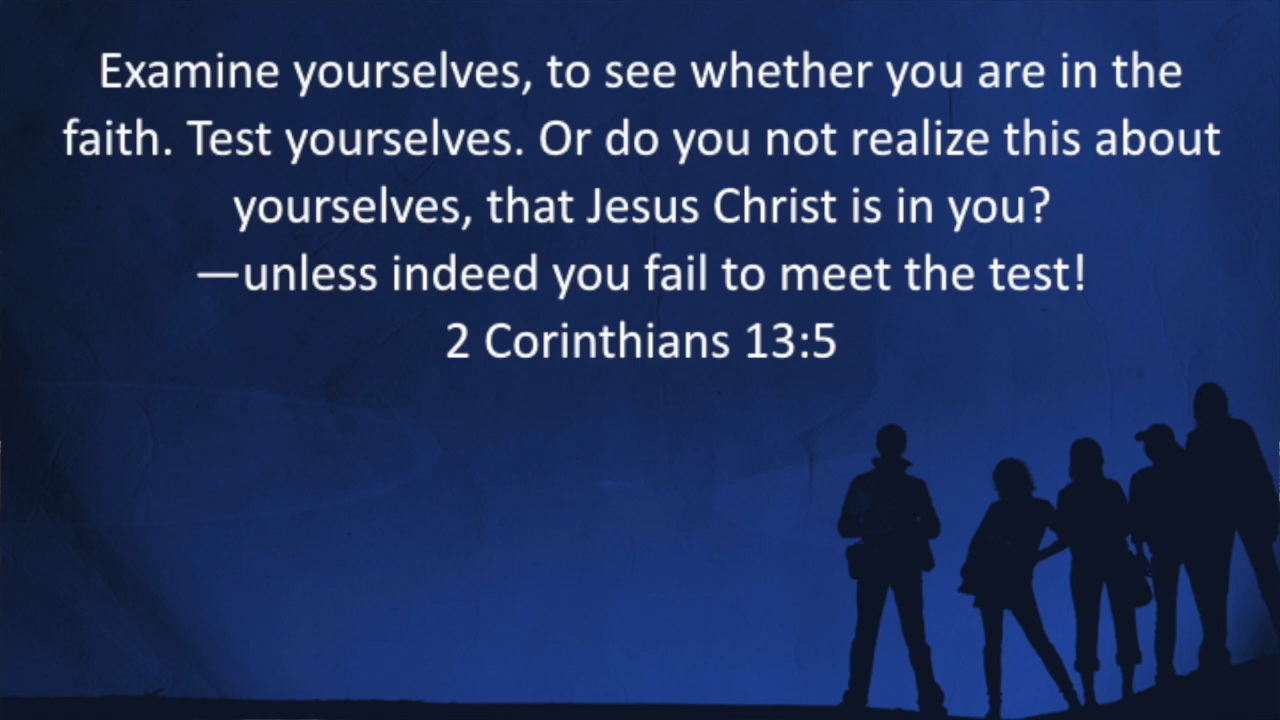 Examine yourselves, to see whether you are in the
faith. Test yourselves. Or do you not realize this about
yourselves, that Jesus Christ is in you?
—unless indeed you fail to meet the test!
2 Corinthians 13:5